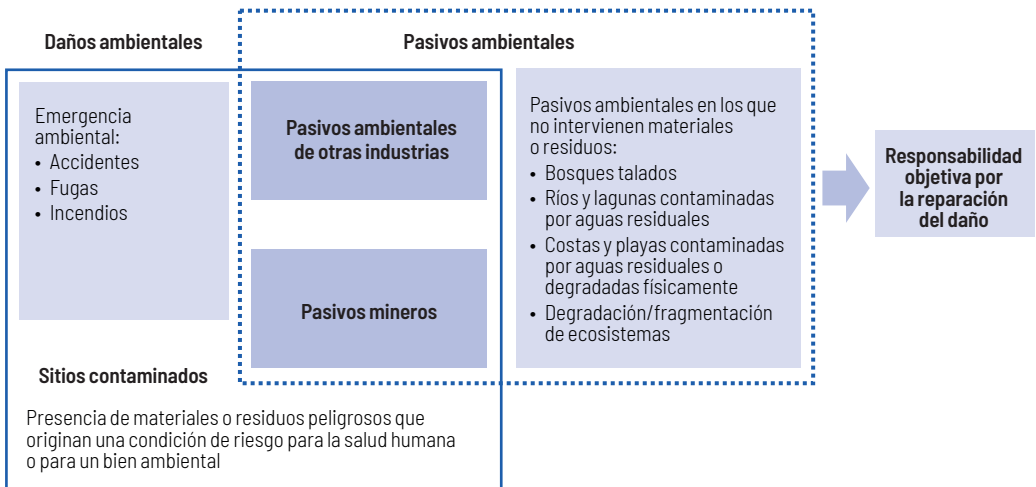 Daños ambientales
Pasivos ambientales
Emergencia
ambiental:
• Accidentes
• Fugas
• Incendios
Pasivos ambientales
de otras industrias
Pasivos mineros
Pasivos ambientales en los que
no intervienen materiales
o residuos:
• Bosques talados
• Ríos y lagunas contaminadas
por aguas residuales
• Costas y playas contaminadas
por aguas residuales o
degradadas físicamente
• Degradación/fragmentación
de ecosistemas
Responsabilidad
objetiva por
la reparación
del daño
Sitios contaminados
Presencia de materiales o residuos peligrosos que
originan una condición de riesgo para la salud humana
o para un bien ambiental